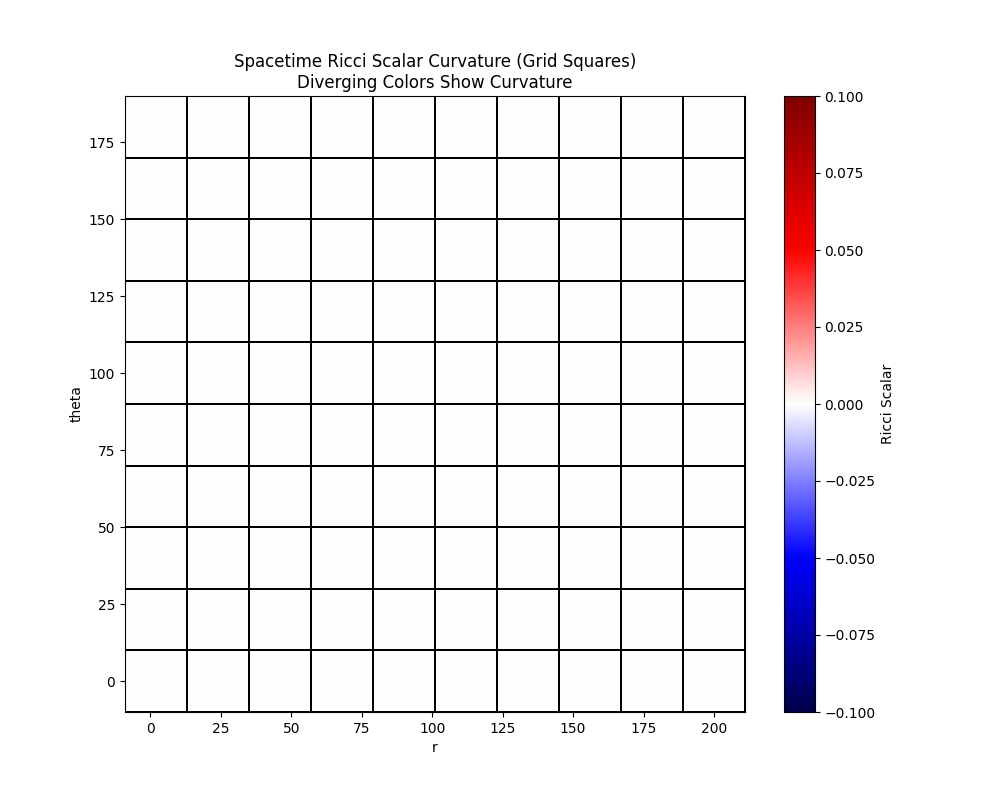 Spacetime Ricci Scalar Curvature (Grid Squares)
Diverging Colors Show Curvature
175
150
125
100
75
50
25
0
theta
0 25 50 75 100 125 150 175 200
r
0.100
0.075
0.050
0.025
0.000
−0.025
−0.050
−0.075
−0.100
Ricci Scalar